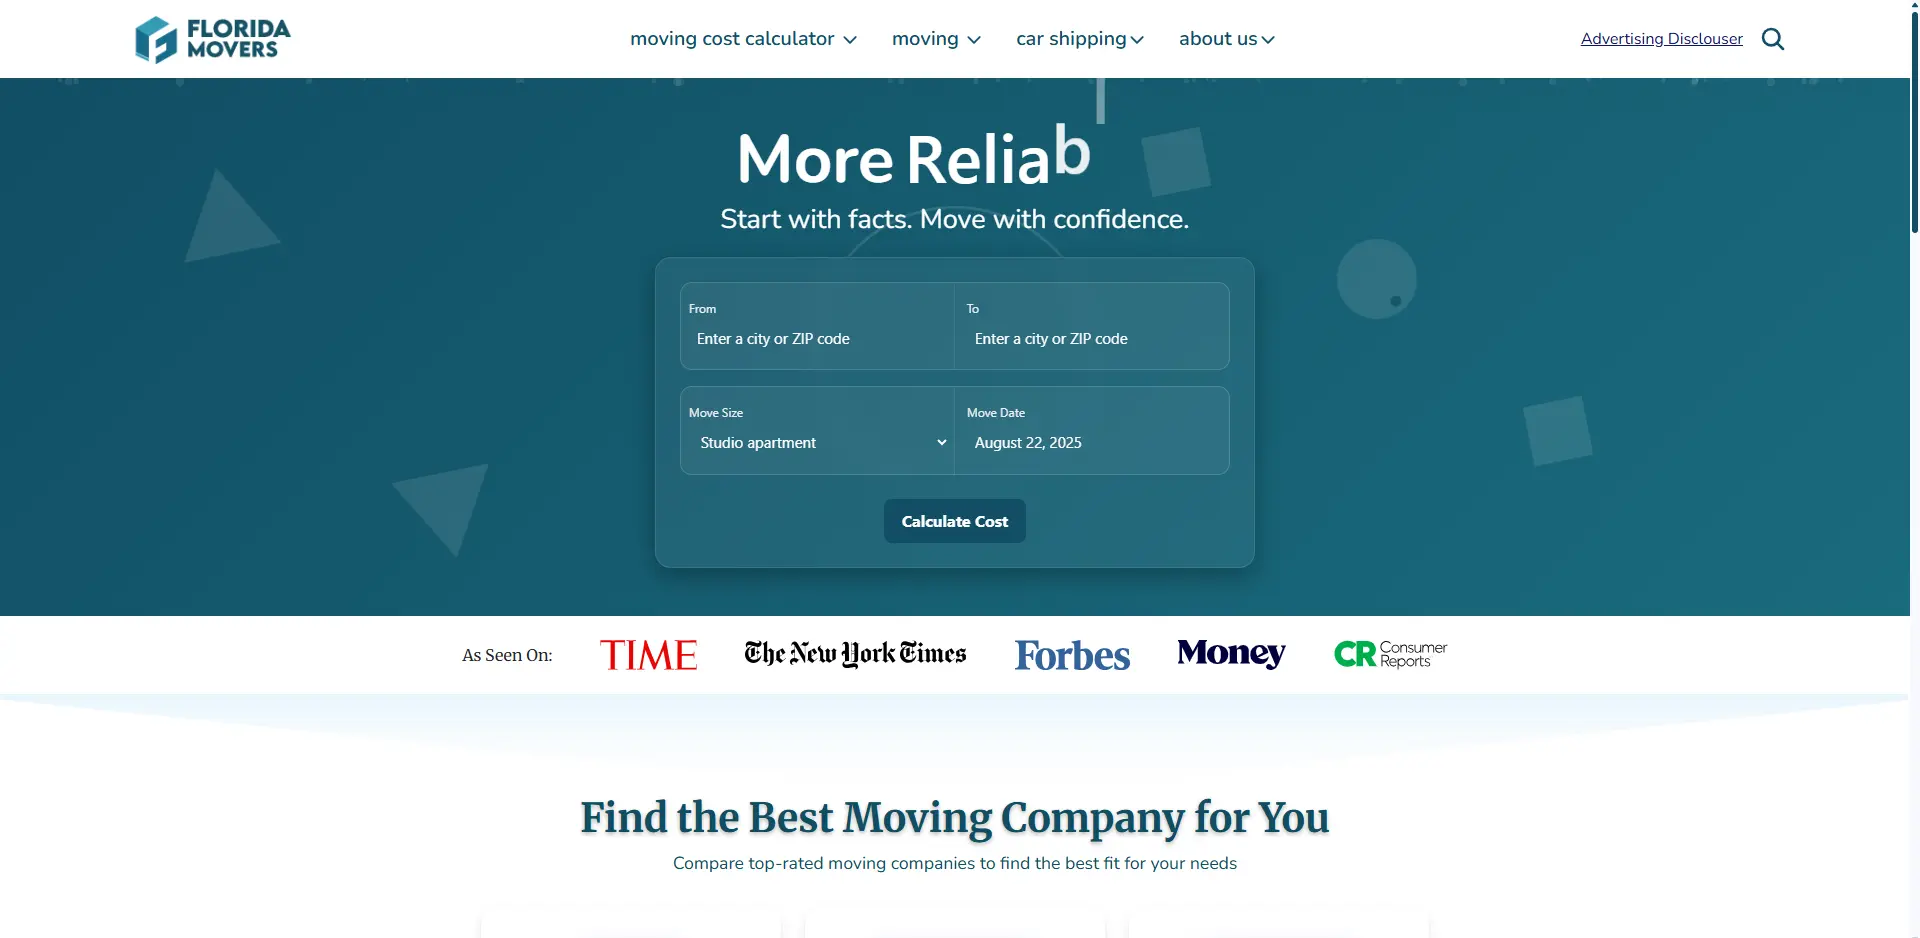 FLORIDA MOVERS
moving cost calculator
moving
car shipping
about us
Advertising Disclouser
More Reliabl
Start with facts. Move with confidence.
From
Enter a city or ZIP code
To
Enter a city or ZIP code
Move Size
Studio apartment
Move Date
August 22, 2025
Calculate Cost
As Seen On:
TIME
The New York Times
Forbes
Money
CR Consumer Reports
Find the Best Moving Company for You
Compare top-rated moving companies to find the best fit for your needs